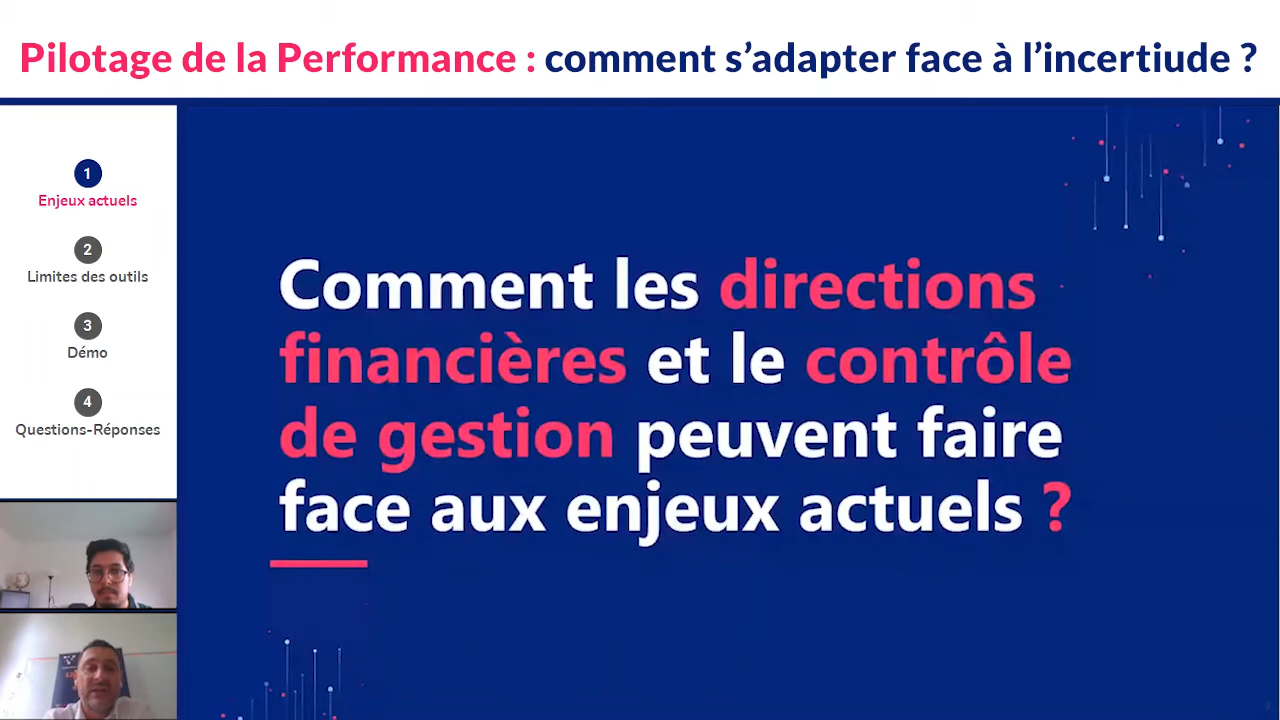 Pilotage de la Performance : comment s’adapter face à l’incertiude ?
1
Enjeux actuels
2
Limites des outils
3
Démo
4
Questions-Réponses
Comment les directions
financières et le contrôle
de gestion peuvent faire
face aux enjeux actuels ?